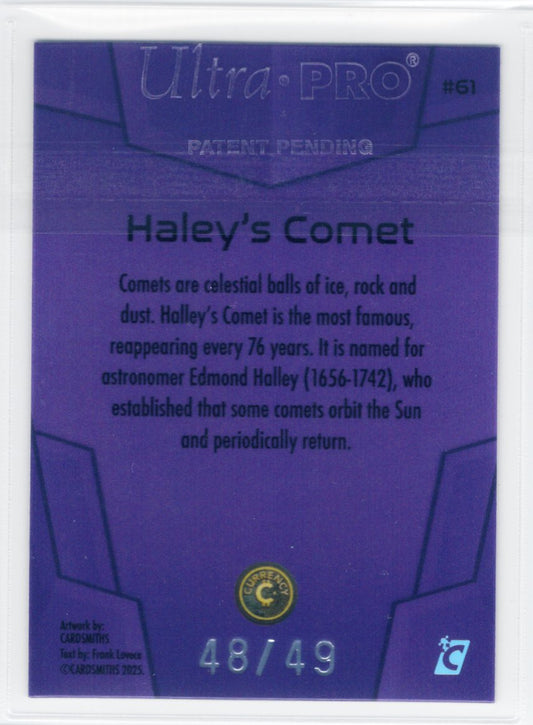 Ultra·PRO®
#61
PATENT PENDING
Haley's Comet
Comets are celestial balls of ice, rock and
dust. Halley's Comet is the most famous,
reappearing every 76 years. It is named for
astronomer Edmond Halley (1656-1742), who
established that some comets orbit the Sun
and periodically return.
CURRENCY
C
48/49
Artwork by:
CARDSMITHS
Text by: Frank Lovece
©CARDSMITHS 2025.
C